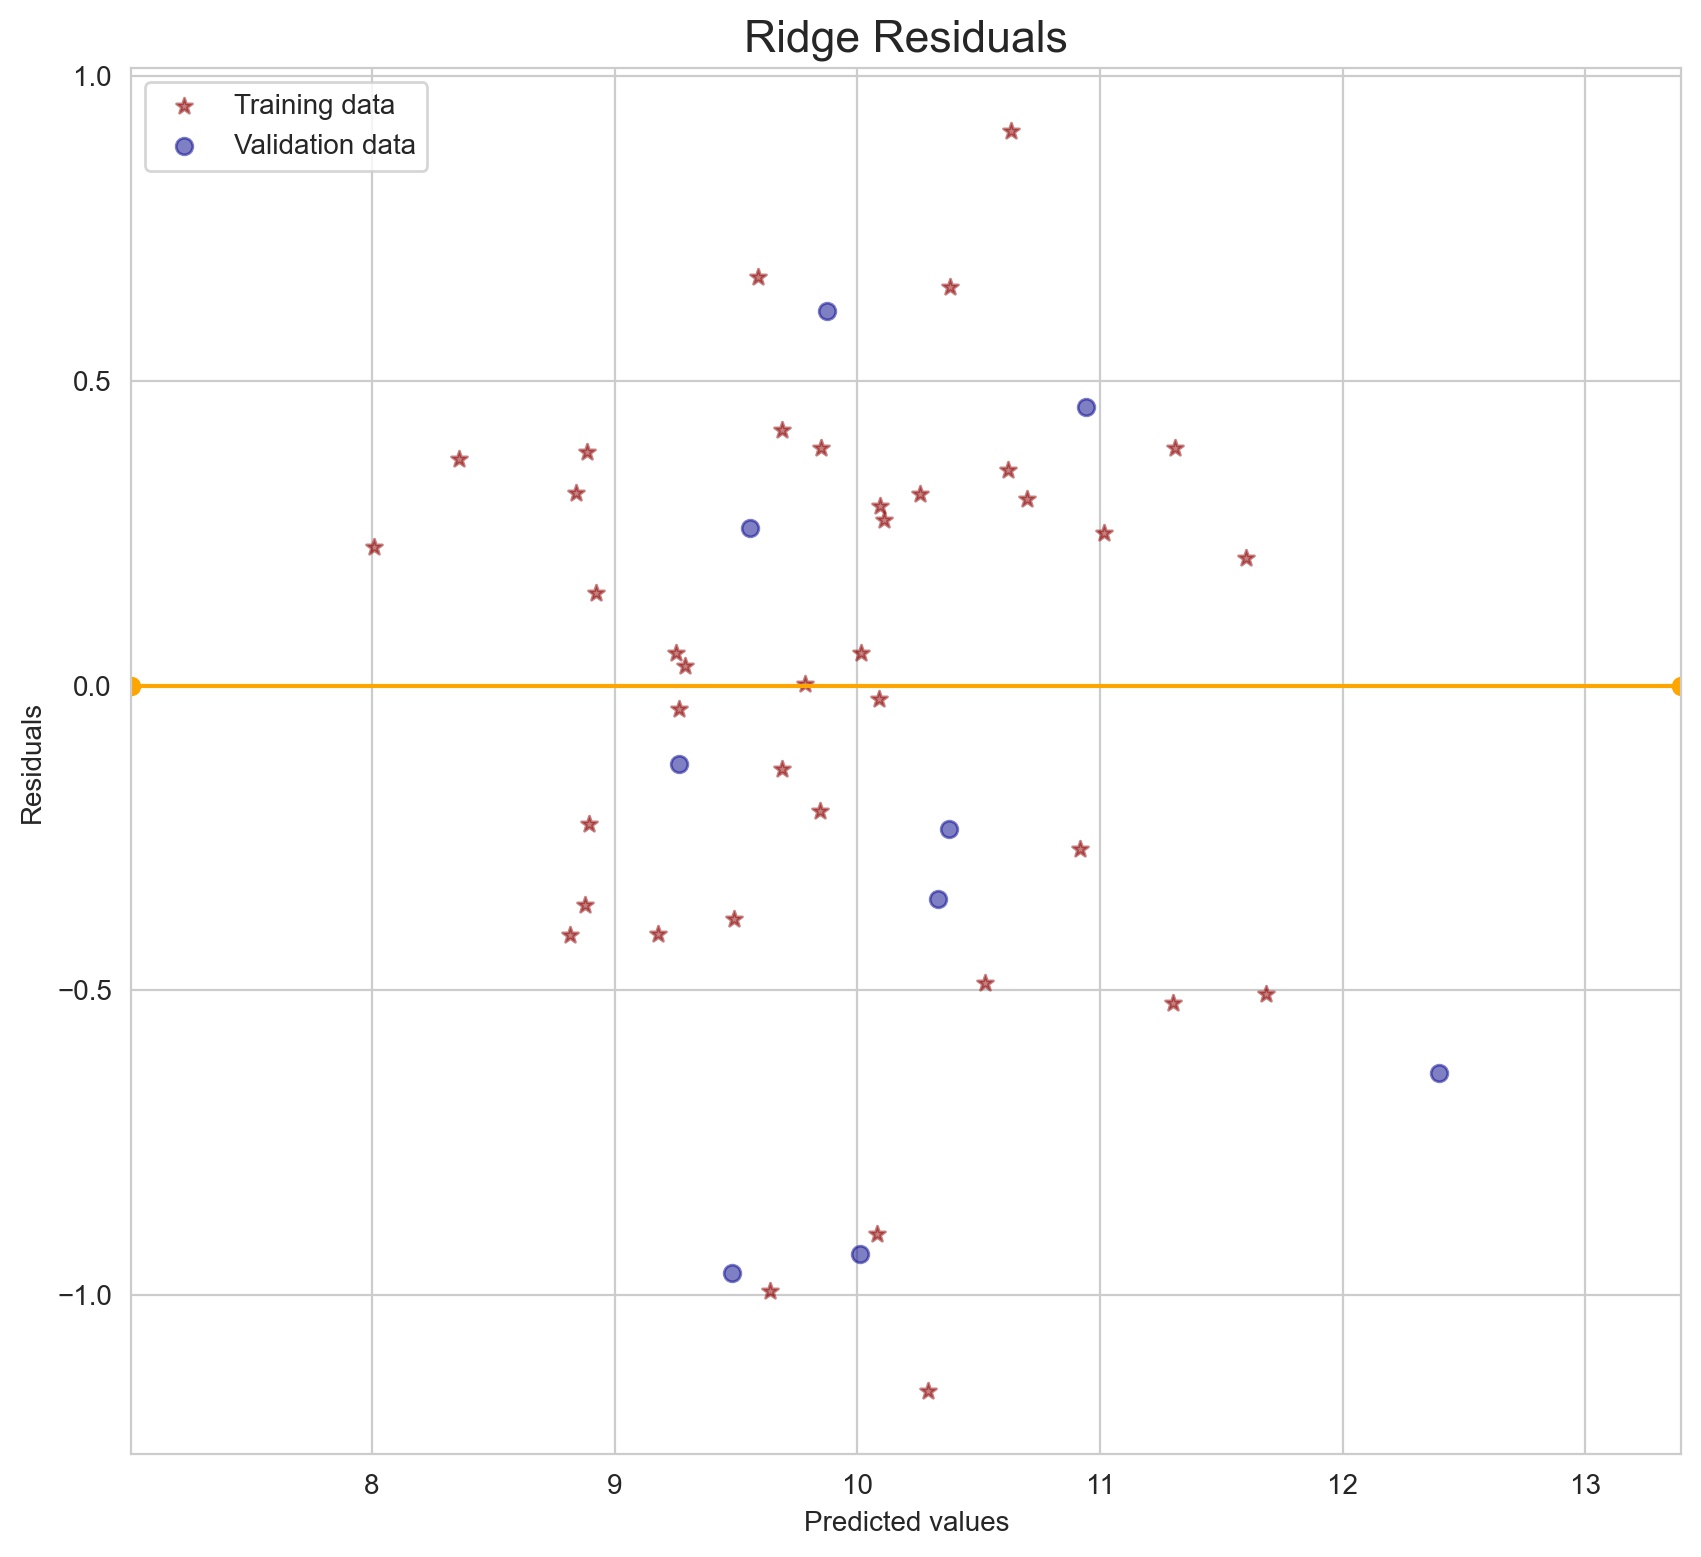 Ridge Residuals
1.0
Training data
Validation data
0.5
0.0
−0.5
−1.0
Residuals
8 9 10 11 12 13
Predicted values